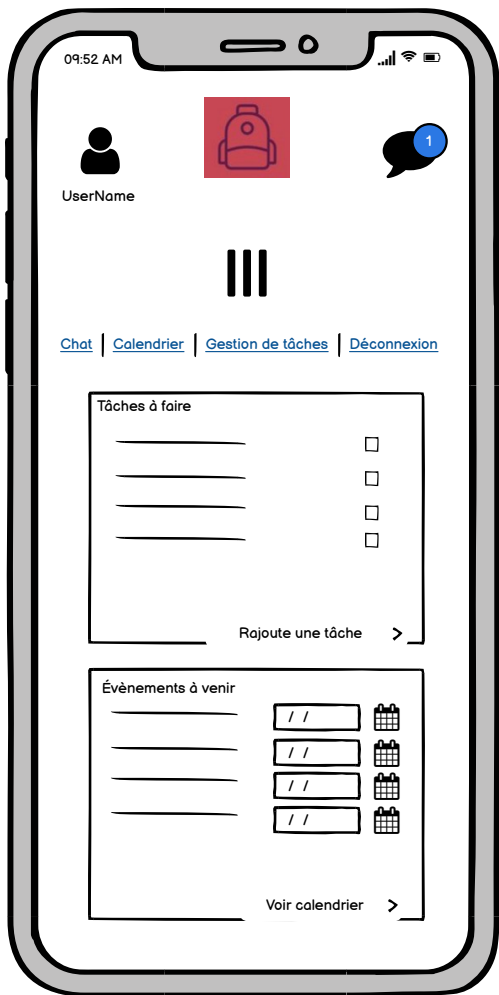 09:52 AM
1
UserName
Chat | Calendrier | Gestion de tâches | Déconnexion
Tâches à faire
Rajoute une tâche >
Évènements à venir
/ /
/ /
/ /
/ /
Voir calendrier >